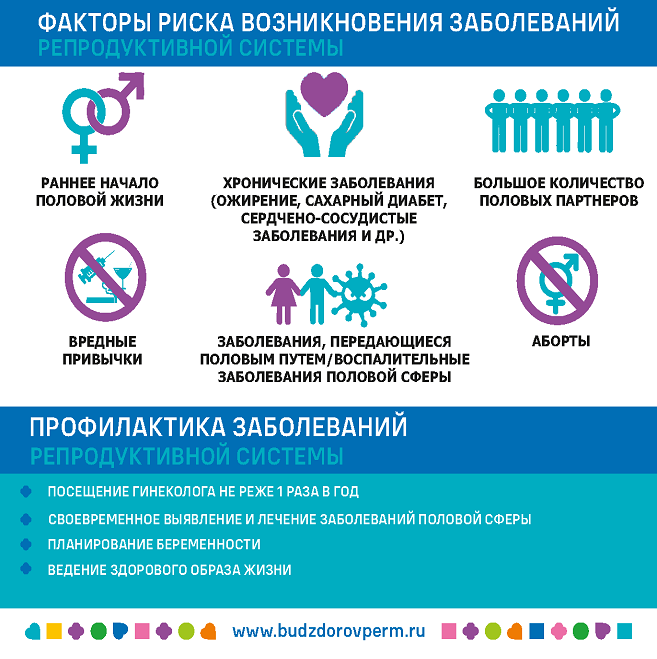 ФАКТОРЫ РИСКА ВОЗНИКНОВЕНИЯ ЗАБОЛЕВАНИЙ
РЕПРОДУКТИВНОЙ СИСТЕМЫ
РАННЕЕ НАЧАЛО
ПОЛОВОЙ ЖИЗНИ
ХРОНИЧЕСКИЕ ЗАБОЛЕВАНИЯ
(ОЖИРЕНИЕ, САХАРНЫЙ ДИАБЕТ,
СЕРДЧЕНО-СОСУДИСТЫЕ
ЗАБОЛЕВАНИЯ И ДР.)
БОЛЬШОЕ КОЛИЧЕСТВО
ПОЛОВЫХ ПАРТНЕРОВ
ВРЕДНЫЕ
ПРИВЫЧКИ
ЗАБОЛЕВАНИЯ, ПЕРЕДАЮЩИЕСЯ
ПОЛОВЫМ ПУТЕМ/ВОСПАЛИТЕЛЬНЫЕ
ЗАБОЛЕВАНИЯ ПОЛОВОЙ СФЕРЫ
АБОРТЫ
ПРОФИЛАКТИКА ЗАБОЛЕВАНИЙ
РЕПРОДУКТИВНОЙ СИСТЕМЫ
ПОСЕЩЕНИЕ ГИНЕКОЛОГА НЕ РЕЖЕ 1 РАЗА В ГОД
СВОЕВРЕМЕННОЕ ВЫЯВЛЕНИЕ И ЛЕЧЕНИЕ ЗАБОЛЕВАНИЙ ПОЛОВОЙ СФЕРЫ
ПЛАНИРОВАНИЕ БЕРЕМЕННОСТИ
ВЕДЕНИЕ ЗДОРОВОГО ОБРАЗА ЖИЗНИ
www.budzdorovperm.ru